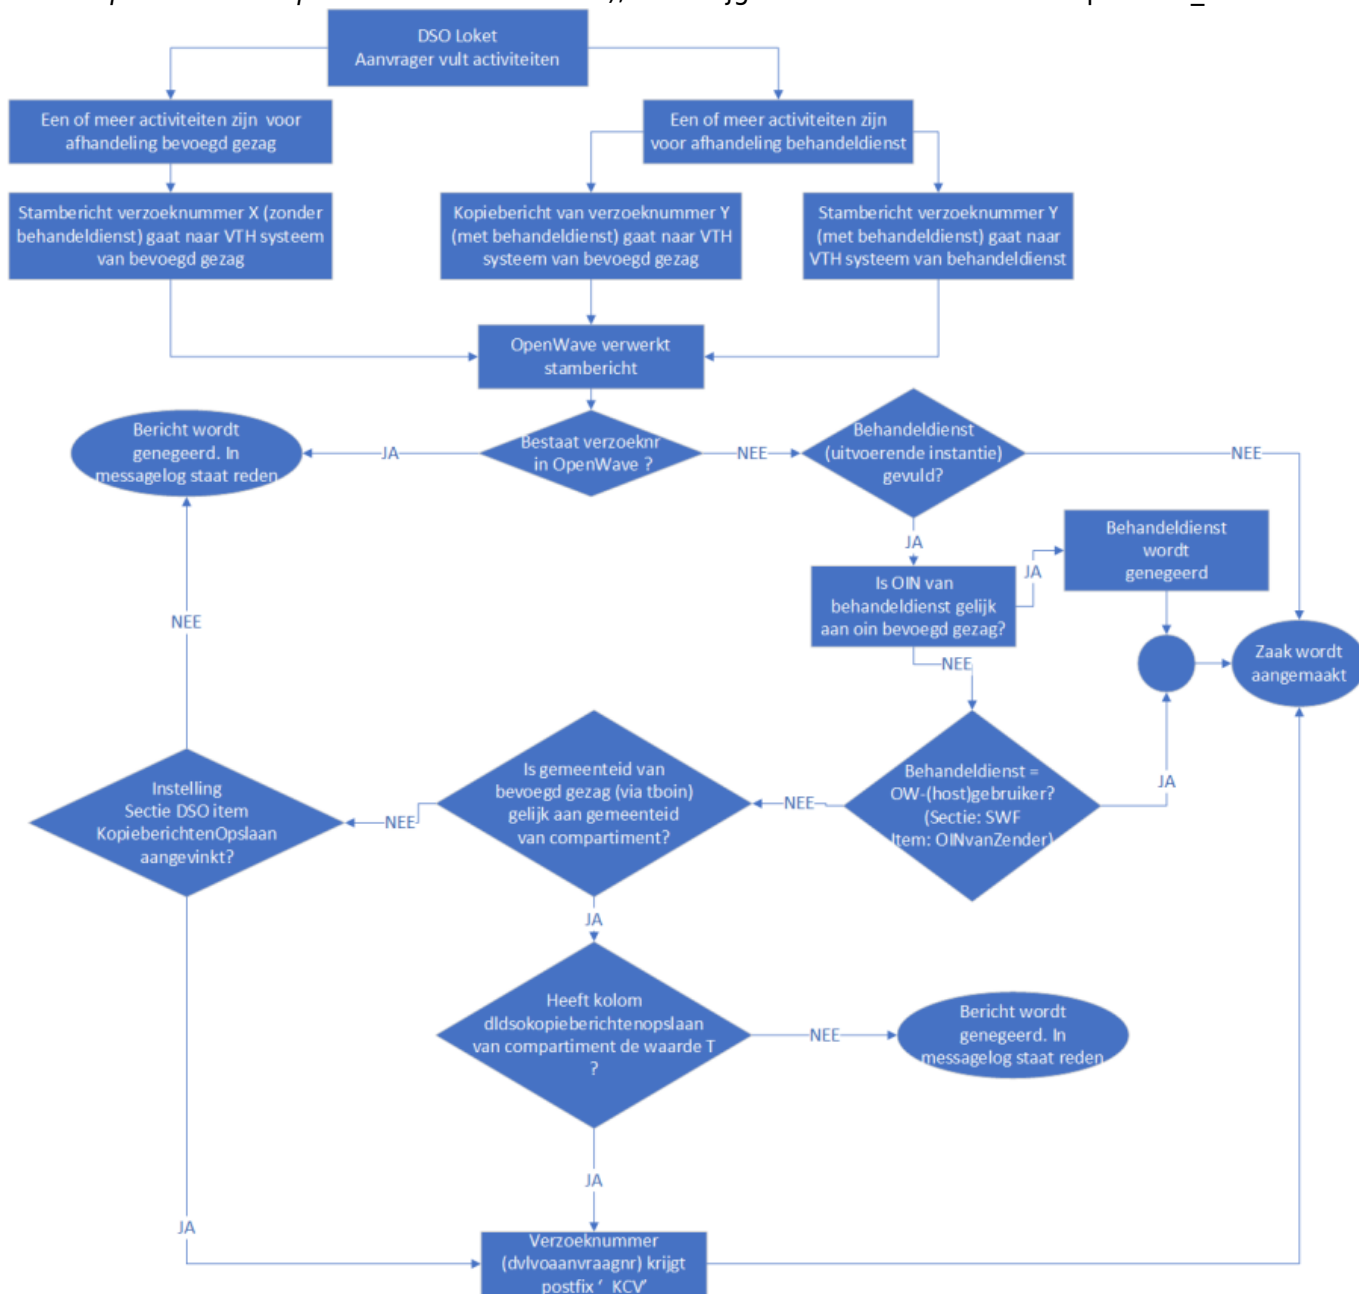 DSO Loket
Aanvrager vult activiteiten
Een of meer activiteiten zijn voor
afhandeling bevoegd gezag
Een of meer activiteiten zijn
voor afhandeling behandeldienst
Stambericht verzoeknummer X (zonder
behandeldienst) gaat naar VTH systeem
van bevoegd gezag
Kopiebericht van verzoeknummer Y
(met behandeldienst) gaat naar VTH
systeem van bevoegd gezag
Stambericht verzoeknummer Y
(met behandeldienst) gaat naar
VTH systeem van behandeldienst
OpenWave verwerkt
stambericht
Bericht wordt
genegeerd. In
messagelog staat reden
JA
Bestaat verzoeknr
in OpenWave ?
NEE
Behandeldienst
(uitvoerende instantie)
gevuld?
NEE
JA
Behandeldienst
wordt
genegeerd
Is OIN van
behandeldienst gelijk
aan oin bevoegd gezag?
JA
NEE
NEE
Zaak wordt
aangemaakt
Instelling
Sectie DSO item
KopieberichtenOpslaan
aangevinkt?
NEE
Is gemeenteid van
bevoegd gezag (via tboin)
gelijk aan gemeenteid
van compartiment?
NEE
Behandeldienst =
OW-(host)gebruiker?
(Sectie: SWF
Item: OINvanZender)
JA
JA
Heeft kolom
dldsokopieberichtenopslaan
van compartiment de waarde T
?
NEE
Bericht wordt
genegeerd. In
messagelog staat reden
JA
JA
Verzoeknummer
(dvlvoaanvraagnr) krijgt
postfix ‘_KCV’